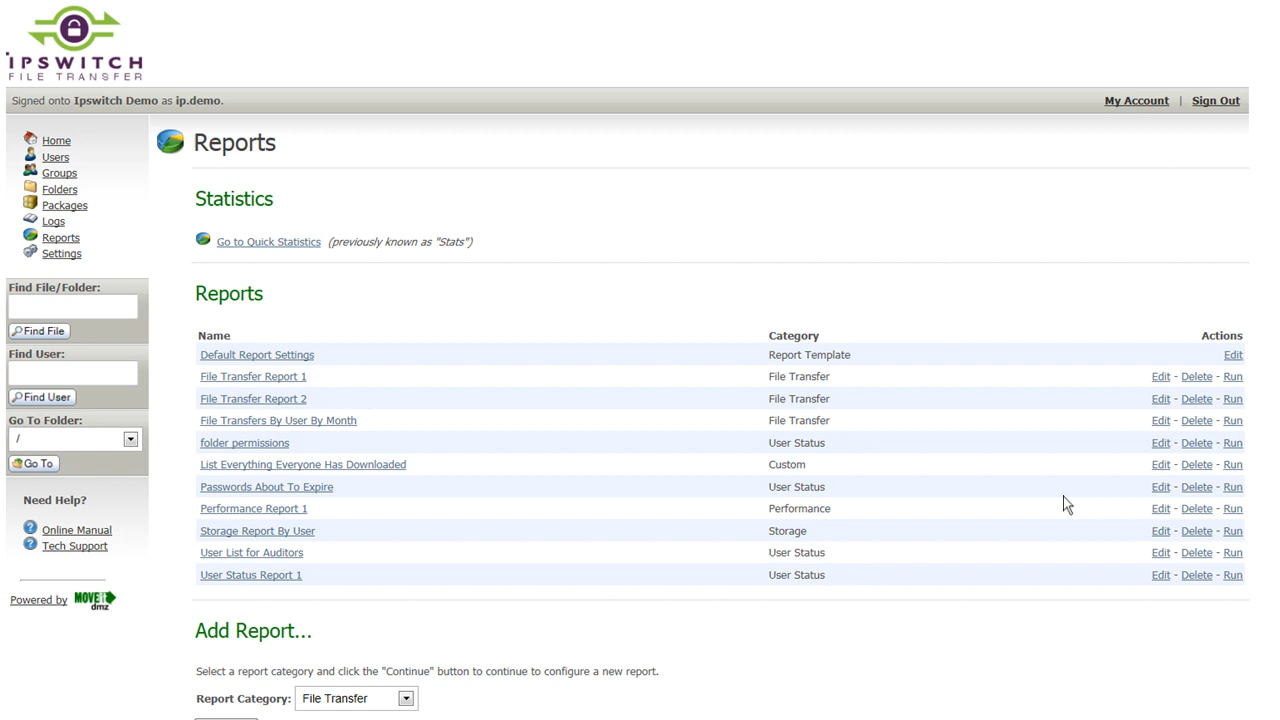 IPSWITCH
FILE TRANSFER
Signed onto Ipswitch Demo as ip.demo.
My Account | Sign Out
Home
Users
Groups
Folders
Packages
Logs
Reports
Settings
Find File/Folder:
Find File
Find User:
Find User
Go To Folder:
/
Go To
Need Help?
Online Manual
Tech Support
Powered by MOVEit dmz
Reports
Statistics
Go to Quick Statistics (previously known as "Stats")
Reports
Name Category Actions
Default Report Settings Report Template Edit
File Transfer Report 1 File Transfer Edit - Delete - Run
File Transfer Report 2 File Transfer Edit - Delete - Run
File Transfers By User By Month File Transfer Edit - Delete - Run
folder permissions User Status Edit - Delete - Run
List Everything Everyone Has Downloaded Custom Edit - Delete - Run
Passwords About To Expire User Status Edit - Delete - Run
Performance Report 1 Performance Edit - Delete - Run
Storage Report By User Storage Edit - Delete - Run
User List for Auditors User Status Edit - Delete - Run
User Status Report 1 User Status Edit - Delete - Run
Add Report...
Select a report category and click the "Continue" button to continue to configure a new report.
Report Category: File Transfer